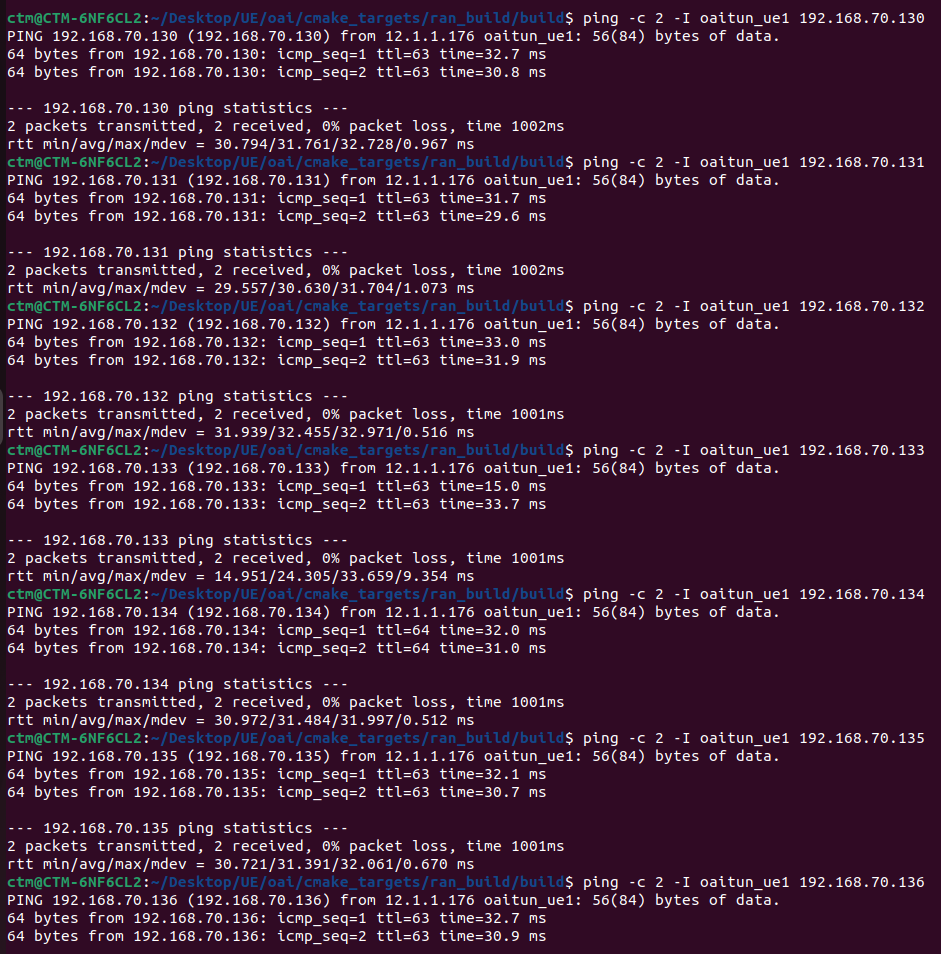 ctm@CTM-6NF6CL2:~/Desktop/UE/oai/cmake_targets/ran_build/build$ ping -c 2 -I oaitun_ue1 192.168.70.130
PING 192.168.70.130 (192.168.70.130) from 12.1.1.176 oaitun_ue1: 56(84) bytes of data.
64 bytes from 192.168.70.130: icmp_seq=1 ttl=63 time=32.7 ms
64 bytes from 192.168.70.130: icmp_seq=2 ttl=63 time=30.8 ms

--- 192.168.70.130 ping statistics ---
2 packets transmitted, 2 received, 0% packet loss, time 1002ms
rtt min/avg/max/mdev = 30.794/31.761/32.728/0.967 ms
ctm@CTM-6NF6CL2:~/Desktop/UE/oai/cmake_targets/ran_build/build$ ping -c 2 -I oaitun_ue1 192.168.70.131
PING 192.168.70.131 (192.168.70.131) from 12.1.1.176 oaitun_ue1: 56(84) bytes of data.
64 bytes from 192.168.70.131: icmp_seq=1 ttl=63 time=31.7 ms
64 bytes from 192.168.70.131: icmp_seq=2 ttl=63 time=29.6 ms

--- 192.168.70.131 ping statistics ---
2 packets transmitted, 2 received, 0% packet loss, time 1002ms
rtt min/avg/max/mdev = 29.557/30.630/31.704/1.073 ms
ctm@CTM-6NF6CL2:~/Desktop/UE/oai/cmake_targets/ran_build/build$ ping -c 2 -I oaitun_ue1 192.168.70.132
PING 192.168.70.132 (192.168.70.132) from 12.1.1.176 oaitun_ue1: 56(84) bytes of data.
64 bytes from 192.168.70.132: icmp_seq=1 ttl=63 time=33.0 ms
64 bytes from 192.168.70.132: icmp_seq=2 ttl=63 time=31.9 ms

--- 192.168.70.132 ping statistics ---
2 packets transmitted, 2 received, 0% packet loss, time 1001ms
rtt min/avg/max/mdev = 31.939/32.455/32.971/0.516 ms
ctm@CTM-6NF6CL2:~/Desktop/UE/oai/cmake_targets/ran_build/build$ ping -c 2 -I oaitun_ue1 192.168.70.133
PING 192.168.70.133 (192.168.70.133) from 12.1.1.176 oaitun_ue1: 56(84) bytes of data.
64 bytes from 192.168.70.133: icmp_seq=1 ttl=63 time=15.0 ms
64 bytes from 192.168.70.133: icmp_seq=2 ttl=63 time=33.7 ms

--- 192.168.70.133 ping statistics ---
2 packets transmitted, 2 received, 0% packet loss, time 1001ms
rtt min/avg/max/mdev = 14.951/24.305/33.659/9.354 ms
ctm@CTM-6NF6CL2:~/Desktop/UE/oai/cmake_targets/ran_build/build$ ping -c 2 -I oaitun_ue1 192.168.70.134
PING 192.168.70.134 (192.168.70.134) from 12.1.1.176 oaitun_ue1: 56(84) bytes of data.
64 bytes from 192.168.70.134: icmp_seq=1 ttl=64 time=32.0 ms
64 bytes from 192.168.70.134: icmp_seq=2 ttl=64 time=31.0 ms

--- 192.168.70.134 ping statistics ---
2 packets transmitted, 2 received, 0% packet loss, time 1001ms
rtt min/avg/max/mdev = 30.972/31.484/31.997/0.512 ms
ctm@CTM-6NF6CL2:~/Desktop/UE/oai/cmake_targets/ran_build/build$ ping -c 2 -I oaitun_ue1 192.168.70.135
PING 192.168.70.135 (192.168.70.135) from 12.1.1.176 oaitun_ue1: 56(84) bytes of data.
64 bytes from 192.168.70.135: icmp_seq=1 ttl=63 time=32.1 ms
64 bytes from 192.168.70.135: icmp_seq=2 ttl=63 time=30.7 ms

--- 192.168.70.135 ping statistics ---
2 packets transmitted, 2 received, 0% packet loss, time 1001ms
rtt min/avg/max/mdev = 30.721/31.391/32.061/0.670 ms
ctm@CTM-6NF6CL2:~/Desktop/UE/oai/cmake_targets/ran_build/build$ ping -c 2 -I oaitun_ue1 192.168.70.136
PING 192.168.70.136 (192.168.70.136) from 12.1.1.176 oaitun_ue1: 56(84) bytes of data.
64 bytes from 192.168.70.136: icmp_seq=1 ttl=63 time=32.7 ms
64 bytes from 192.168.70.136: icmp_seq=2 ttl=63 time=30.9 ms